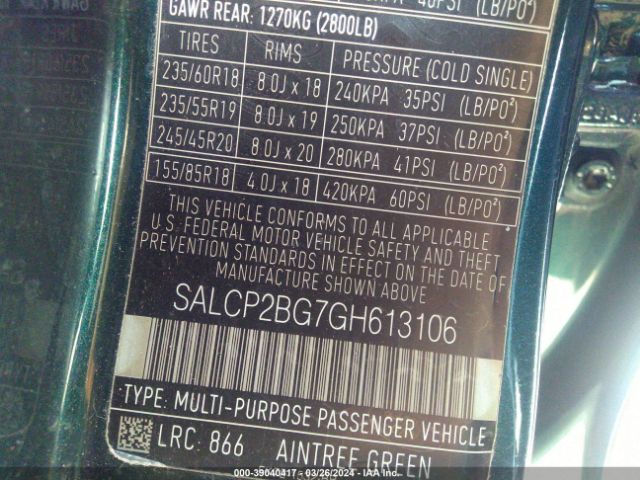 40PSI (LB/PO²)
GAWR REAR: 1270KG (2800LB)
TIRES RIMS PRESSURE (COLD SINGLE)
235/60R18 8.0J x 18 240KPA 35PSI (LB/PO²)
235/55R19 8.0J x 19 250KPA 37PSI (LB/PO²)
245/45R20 8.0J x 20 280KPA 41PSI (LB/PO²)
155/85R18 4.0J x 18 420KPA 60PSI (LB/PO²)
THIS VEHICLE CONFORMS TO ALL APPLICABLE
U.S. FEDERAL MOTOR VEHICLE SAFETY AND THEFT
PREVENTION STANDARDS IN EFFECT ON THE DATE OF
MANUFACTURE SHOWN ABOVE
SALCP2BG7GH613106
TYPE: MULTI-PURPOSE PASSENGER VEHICLE
LRC: 866 AINTREE GREEN
000-39040417 - 03/26/2024 - IAAI